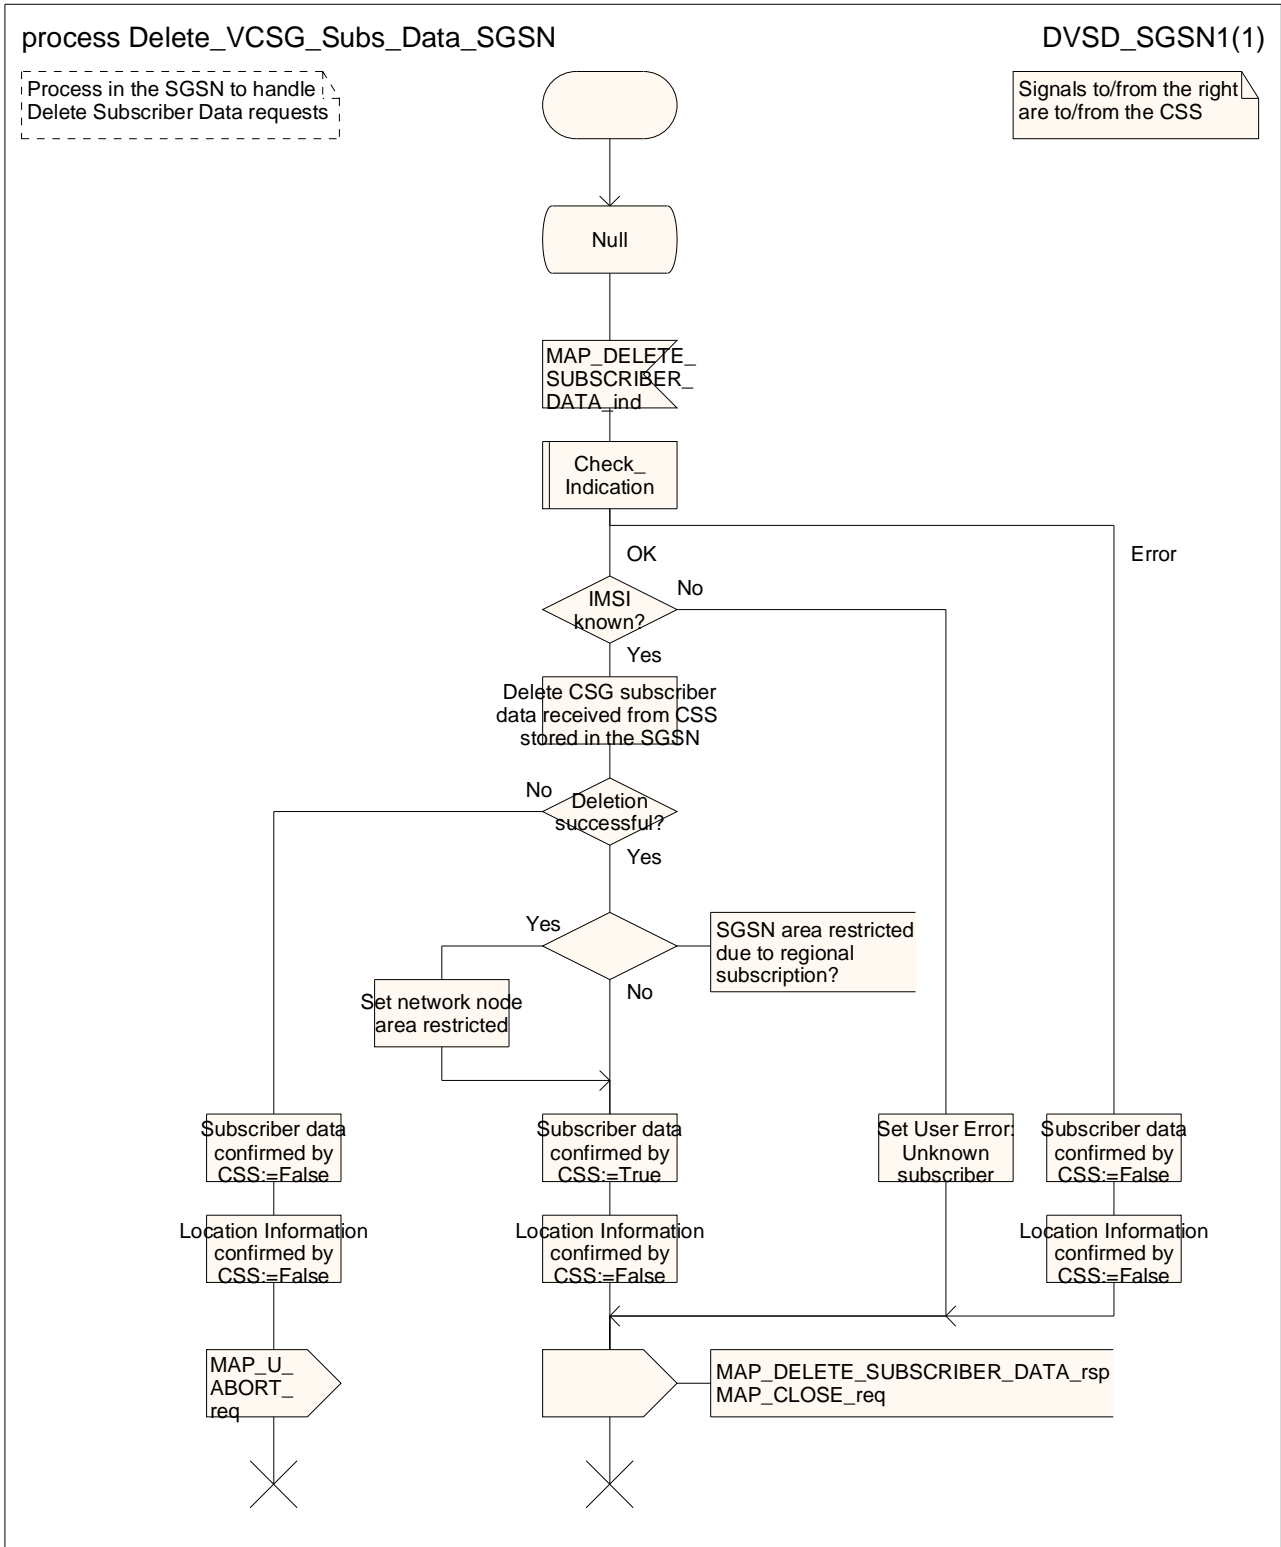 process Delete_VCSG_Subs_Data_SGSN
DVSD_SGSN1(1)
Process in the SGSN to handle
Delete Subscriber Data requests
Signals to/from the right
are to/from the CSS
Null
MAP_DELETE_
SUBSCRIBER_
DATA_ind
Check_
Indication
OK
Error
IMSI
known?
No
Yes
Delete CSG subscriber
data received from CSS
stored in the SGSN
No
Deletion
successful?
Yes
Yes
SGSN area restricted
due to regional
subscription?
No
Set network node
area restricted
Subscriber data
confirmed by
CSS:=False
Subscriber data
confirmed by
CSS:=True
Set User Error:
Unknown
subscriber
Subscriber data
confirmed by
CSS:=False
Location Information
confirmed by
CSS:=False
Location Information
confirmed by
CSS:=False
Location Information
confirmed by
CSS:=False
MAP_U_
ABORT_
req
MAP_DELETE_SUBSCRIBER_DATA_rsp
MAP_CLOSE_req